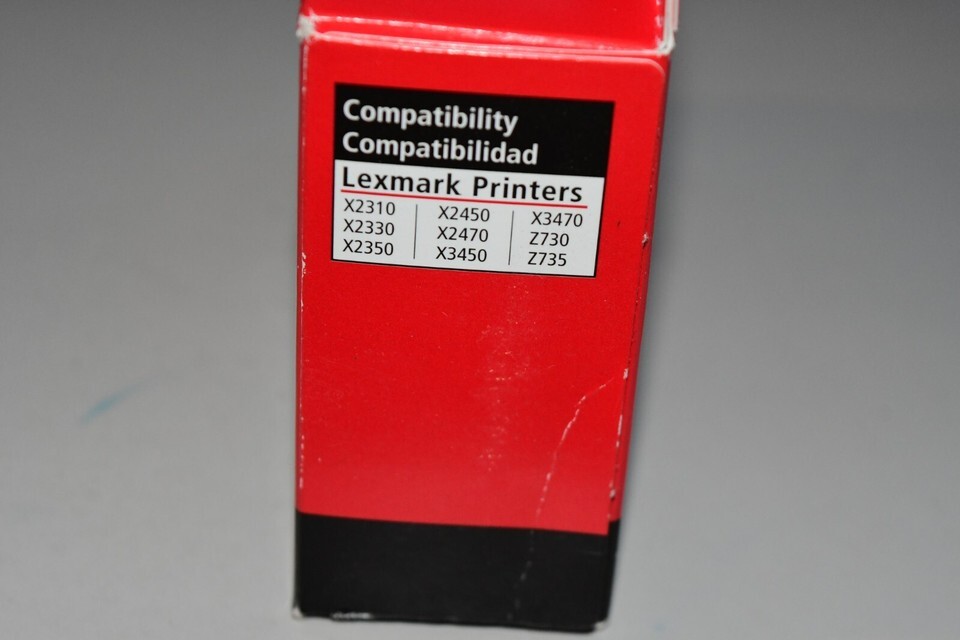 Compatibility
Compatibilidad
Lexmark Printers
X2310 X2450 X3470
X2330 X2470 Z730
X2350 X3450 Z735